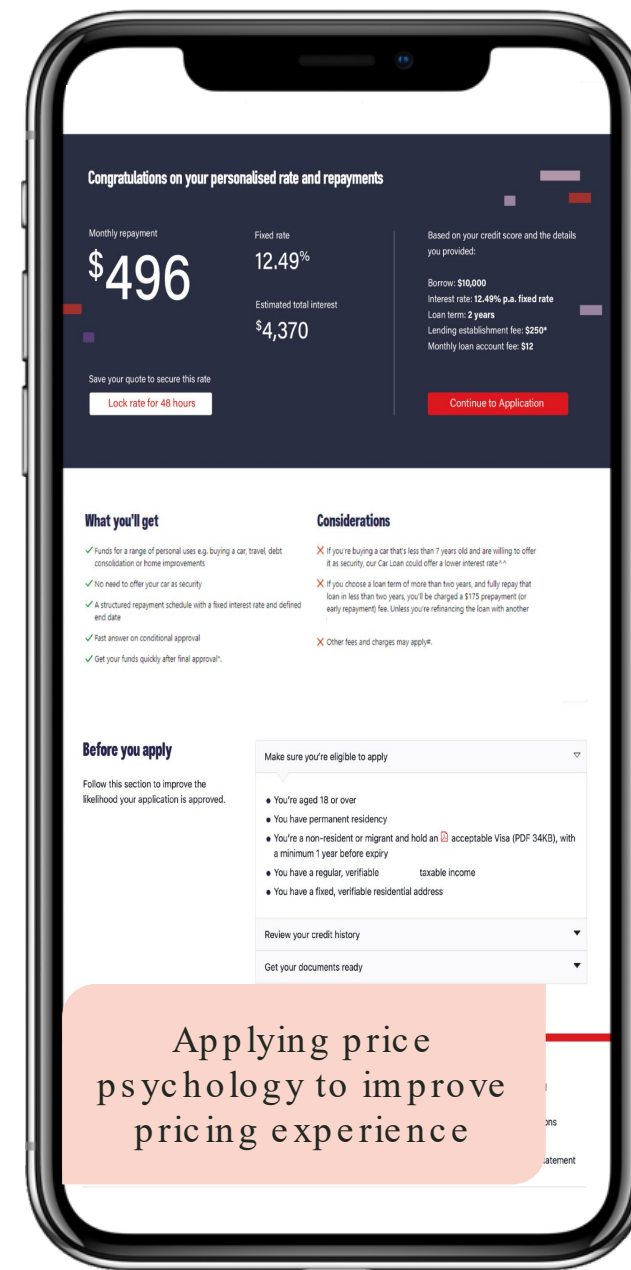 Congratulations on your personalised rate and repayments
Monthly repayment
$496
Save your quote to secure this rate
Lock rate for 48 hours
Fixed rate
12.49%
Estimated total interest
$4,370
Based on your credit score and the details
you provided:
Borrow: $10,000
Interest rate: 12.49% p.a. fixed rate
Loan term: 2 years
Lending establishment fee: $250*
Monthly loan account fee: $12
Continue to Application
What you'll get
✓ Funds for a range of personal uses e.g. buying a car, travel, debt
consolidation or home improvements
✓ No need to offer your car as security
✓ A structured repayment schedule with a fixed interest rate and defined
end date
✓ Fast answer on conditional approval
✓ Get your funds quickly after final approval^.
Considerations
X If you're buying a car that's less than 7 years old and are willing to offer
it as security, our Car Loan could offer a lower interest rate^^
X If you choose a loan term of more than two years, and fully repay that
loan in less than two years, you'll be charged a $175 prepayment (or
early repayment) fee. Unless you're refinancing the loan with another
X Other fees and charges may apply#.
Before you apply
Follow this section to improve the
likelihood your application is approved.
Make sure you're eligible to apply
• You're aged 18 or over
• You have permanent residency
• You're a non-resident or migrant and hold an acceptable Visa (PDF 34KB), with
a minimum 1 year before expiry
• You have a regular, verifiable taxable income
• You have a fixed, verifiable residential address
Review your credit history
Get your documents ready
Applying price
psychology to improve
pricing experience
ons
atement